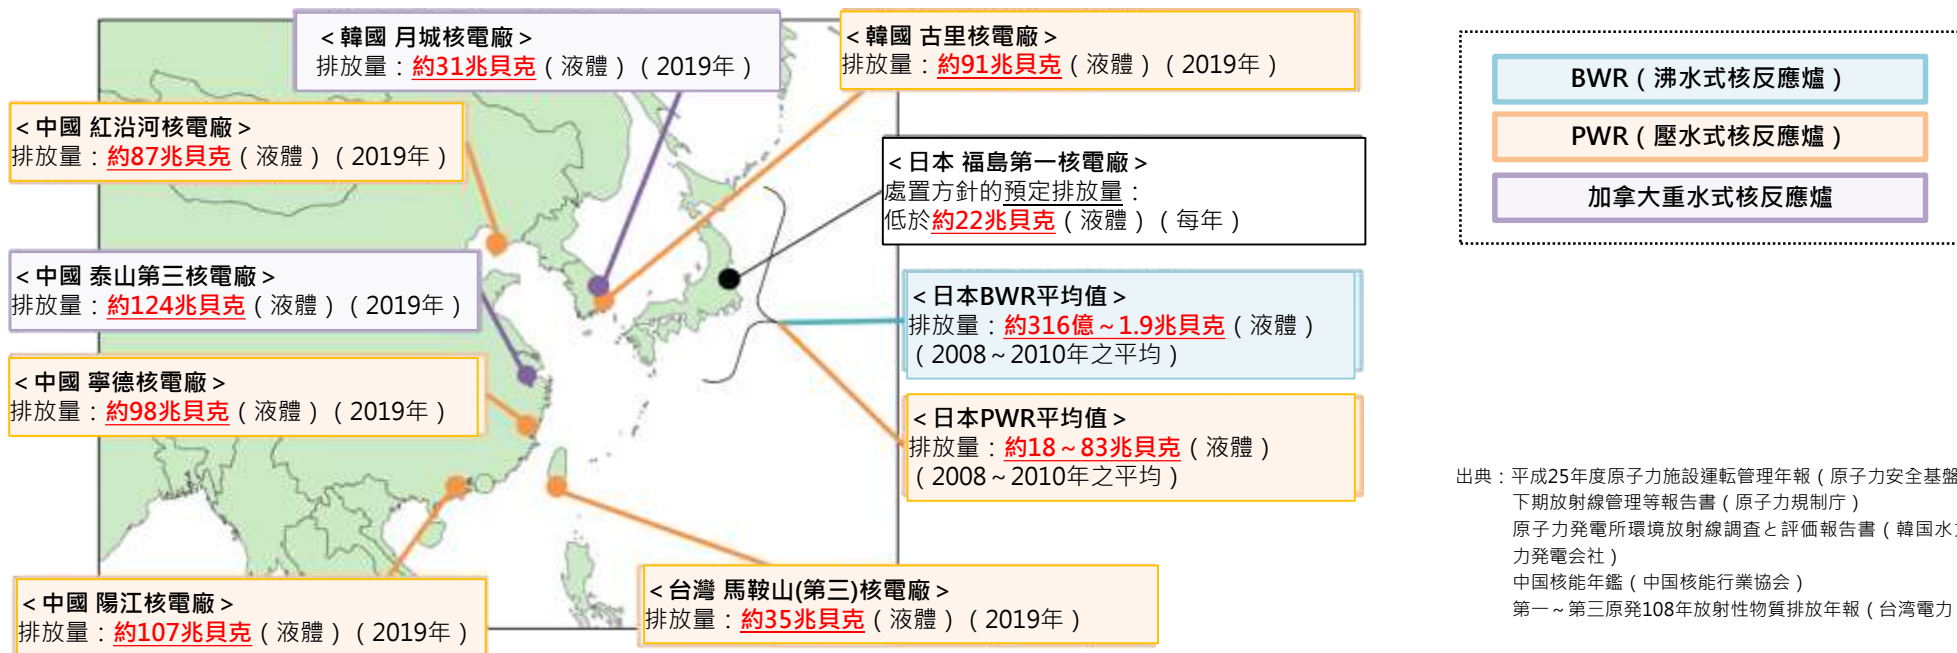 <韓國 月城核電廠>
排放量：約31兆貝克（液體）（2019年）
<韓國 古里核電廠>
排放量：約91兆貝克（液體）（2019年）
<中國 紅沿河核電廠>
排放量：約87兆貝克（液體）（2019年）
<日本 福島第一核電廠>
處置方針的預定排放量：
低於約22兆貝克（液體）（每年）
<中國 泰山第三核電廠>
排放量：約124兆貝克（液體）（2019年）
<日本BWR平均值>
排放量：約316億～1.9兆貝克（液體）
（2008～2010年之平均）
<中國 寧德核電廠>
排放量：約98兆貝克（液體）（2019年）
<日本PWR平均值>
排放量：約18～83兆貝克（液體）
（2008～2010年之平均）
<中國 陽江核電廠>
排放量：約107兆貝克（液體）（2019年）
<台灣 馬鞍山(第三)核電廠>
排放量：約35兆貝克（液體）（2019年）
BWR（沸水式核反應爐）
PWR（壓水式核反應爐）
加拿大重水式核反應爐
出典：平成25年度原子力施設運転管理年報（原子力安全基盤
下期放射線管理等報告書（原子力規制庁）
原子力発電所環境放射線調査と評価報告書（韓国水
力発電会社）
中国核能年鑑（中国核能行業協会）
第一～第三原発108年放射性物質排放年報（台湾電力